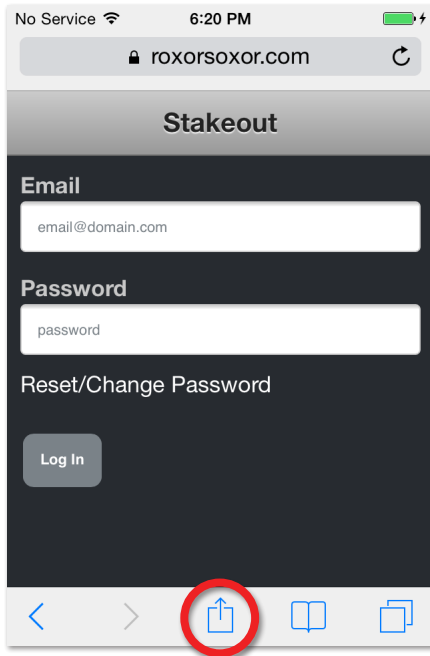 No Service 6:20 PM
roxorsoxor.com
Stakeout
Email
email@domain.com
Password
password
Reset/Change Password
Log In